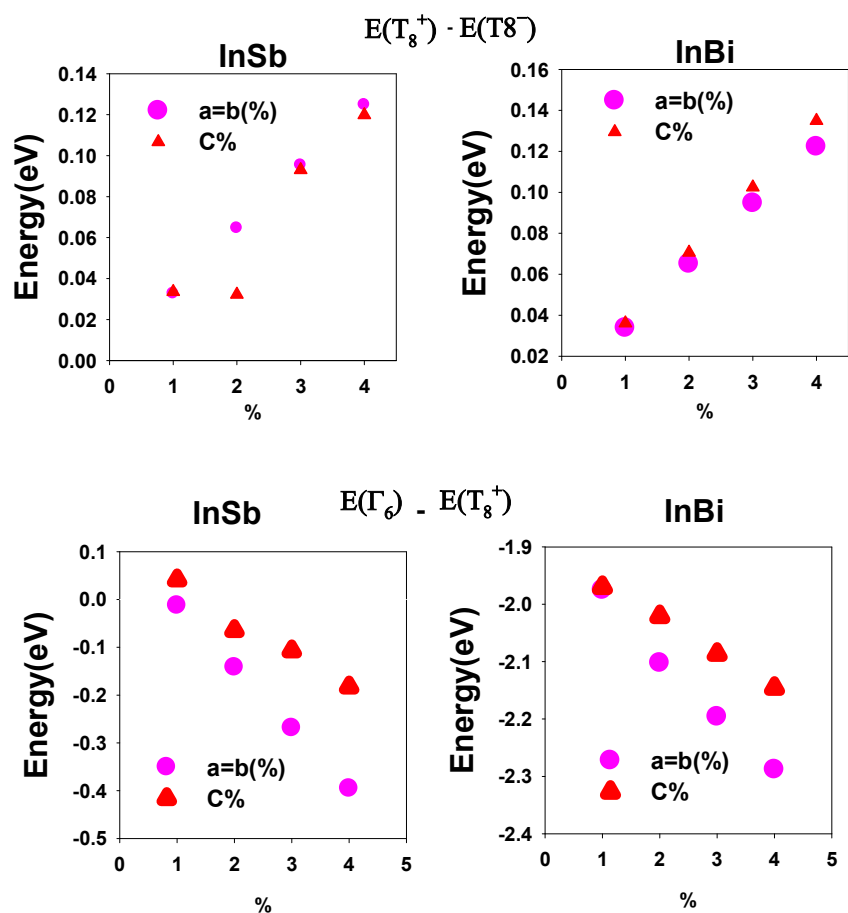 E(T₈⁺) - E(T8⁻)
InSb
InBi
0.14
0.12
0.10
0.08
0.06
0.04
0.02
0.00
Energy(eV)
a=b(%)
C%
0 1 2 3 4
%
0.16
0.14
0.12
0.10
0.08
0.06
0.04
0.02
Energy(eV)
a=b(%)
C%
0 1 2 3 4
%
E(Γ₆) - E(T₈⁺)
InSb
InBi
0.1
0.0
-0.1
-0.2
-0.3
-0.4
-0.5
Energy(eV)
a=b(%)
C%
0 1 2 3 4 5
%
-1.9
-2.0
-2.1
-2.2
-2.3
-2.4
Energy(eV)
a=b(%)
C%
0 1 2 3 4 5
%